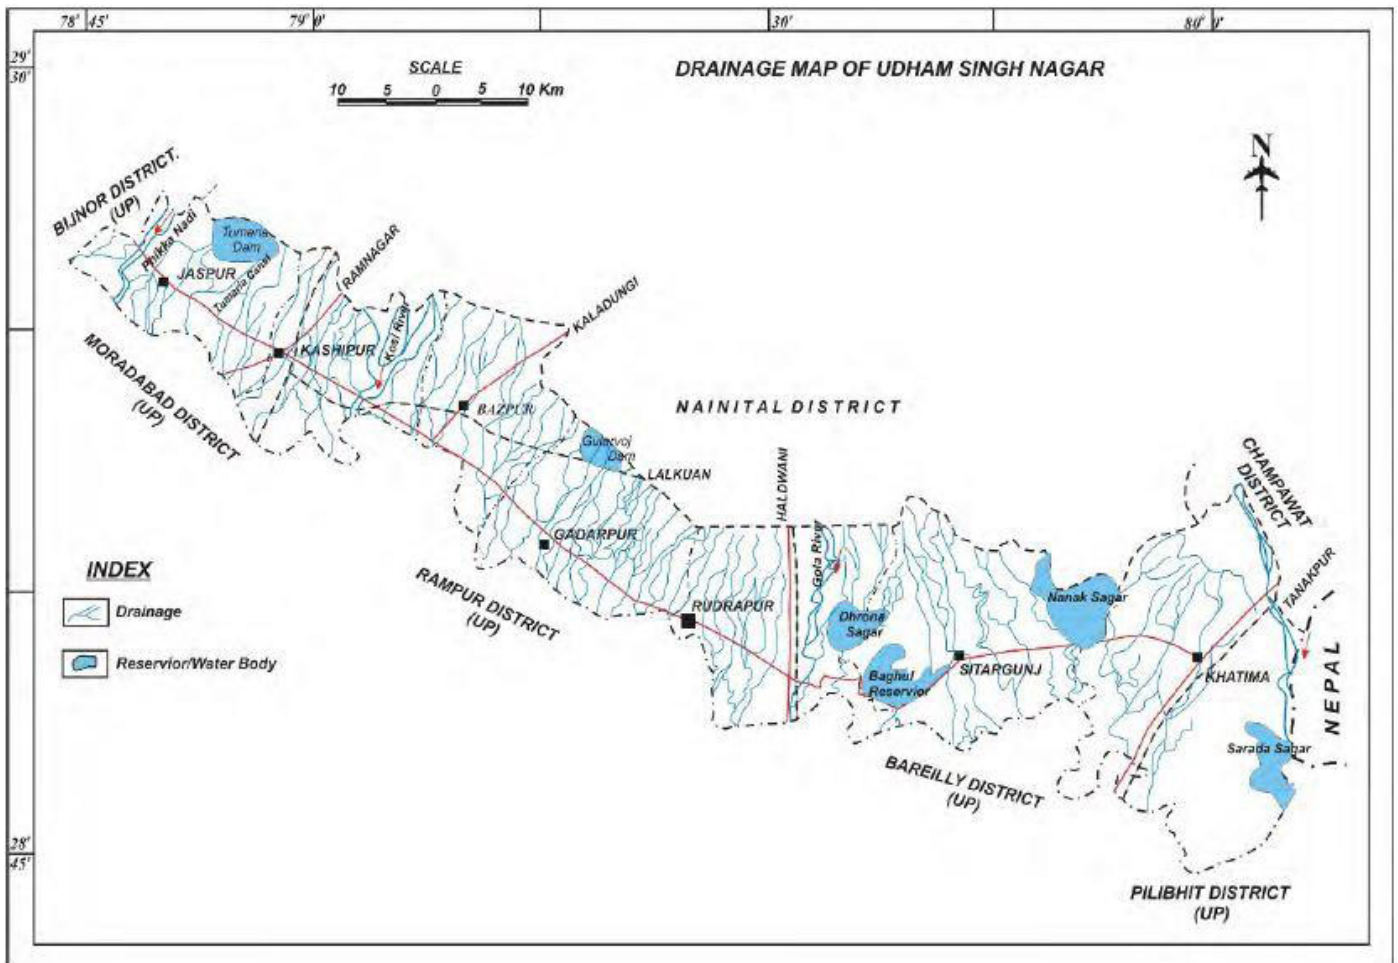 78° 45'
79° 0'
30'
80° 0'
29°
30'
SCALE
10 5 0 5 10 Km
DRAINAGE MAP OF UDHAM SINGH NAGAR
N
BIJNOR DISTRICT.
(UP)
Phikka Nadi
Tumaria
Dam
JASPUR
Tumaria Canal
RAMNAGAR
KASHIPUR
Kosi River
KALADUNGI
MORADABAD DISTRICT
(UP)
BAZPUR
NAINITAL DISTRICT
Gularvoj
Dam
LALKUAN
HALDWANI
CHAMPAWAT
DISTRICT
GADARPUR
Gola River
TANAKPUR
INDEX
Drainage
Reservior/Water Body
RAMPUR DISTRICT
(UP)
RUDRAPUR
Dhrona
Sagar
Nanak Sagar
Baghul
Reservior
SITARGUNJ
KHATIMA
NEPAL
Sarada Sagar
BAREILLY DISTRICT
(UP)
28°
45'
PILIBHIT DISTRICT
(UP)